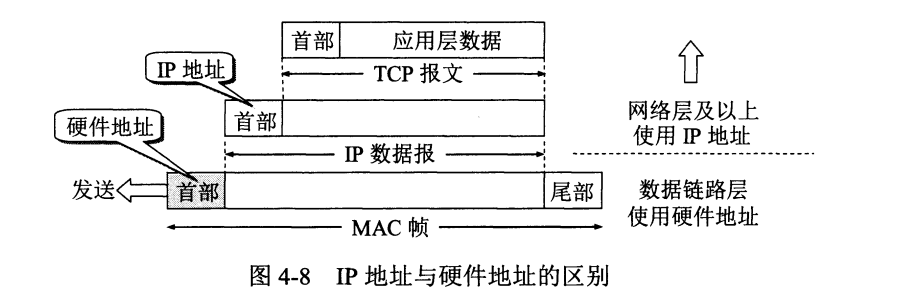 首部 应用层数据
TCP 报文
IP 地址
首部
网络层及以上
使用 IP 地址
硬件地址
IP 数据报
发送 首部 尾部
数据链路层
使用硬件地址
MAC 帧
图 4-8 IP 地址与硬件地址的区别